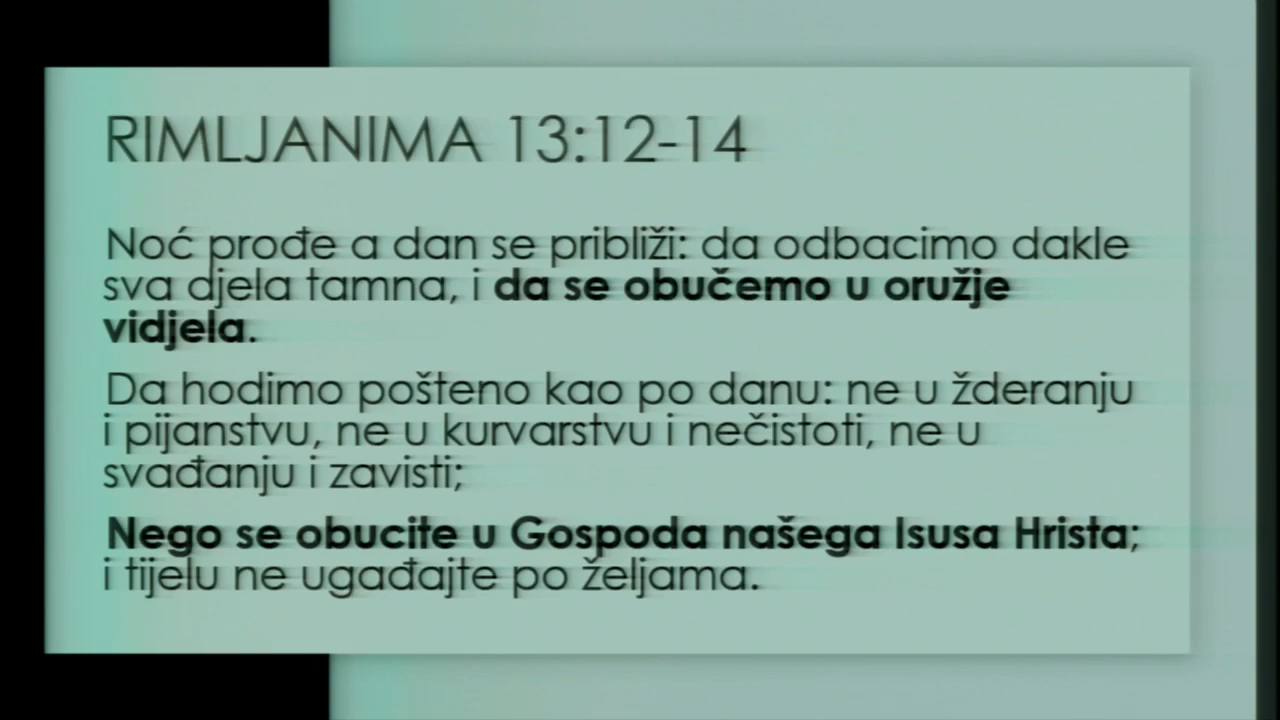 RIMLJANIMA 13:12-14
Noć prođe a dan se približi: da odbacimo dakle
sva djela tamna, i da se obučemo u oružje
vidjela.
Da hodimo pošteno kao po danu: ne u žderanju
i pijanstvu, ne u kurvarstvu i nečistoti, ne u
svađanju i zavisti;
Nego se obucite u Gospoda našega Isusa Hrista;
i tijelu ne ugađajte po željama.